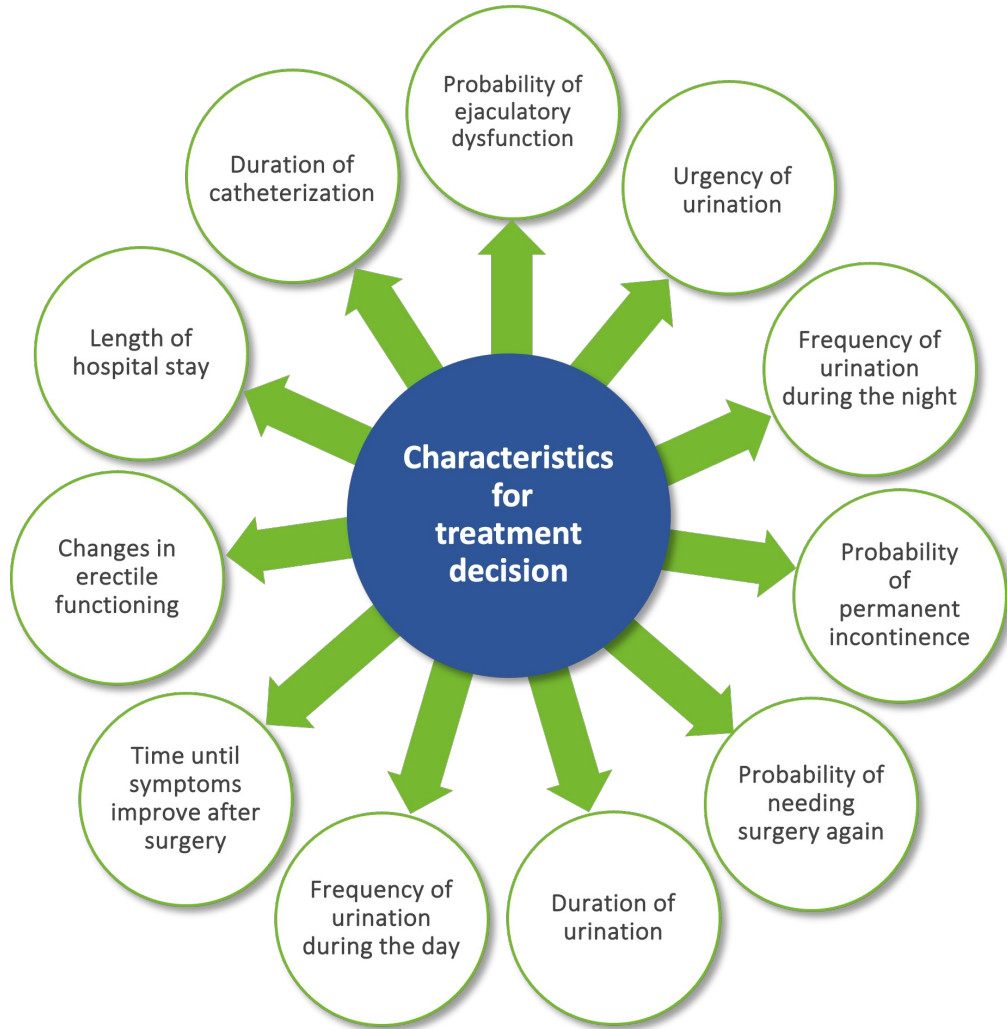 Probability of
ejaculatory
dysfunction
Urgency of
urination
Frequency of
urination
during the night
Probability
of
permanent
incontinence
Probability of
needing
surgery again
Duration of
urination
Frequency of
urination
during the day
Time until
symptoms
improve after
surgery
Changes in
erectile
functioning
Length of
hospital stay
Duration of
catheterization
Characteristics
for
treatment
decision